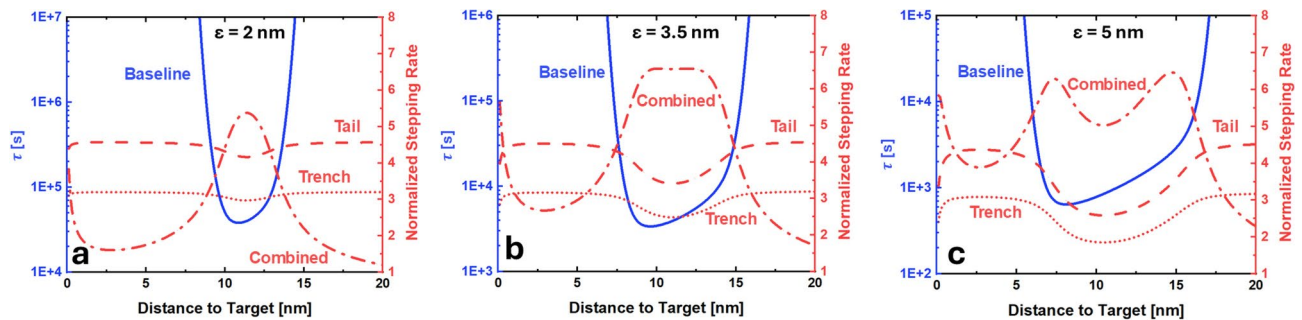 1E+7
1E+6
1E+5
1E+4
τ [s]
ε = 2 nm
Baseline
Tail
Trench
Combined
a
0 5 10 15 20
Distance to Target [nm]
8
7
6
5
4
3
2
1
Normalized Stepping Rate
1E+6
1E+5
1E+4
1E+3
τ [s]
ε = 3.5 nm
Baseline
Combined
Tail
Trench
b
0 5 10 15 20
Distance to Target [nm]
8
7
6
5
4
3
2
1
Normalized Stepping Rate
1E+5
1E+4
1E+3
1E+2
τ [s]
ε = 5 nm
Baseline
Combined
Tail
Trench
c
0 5 10 15 20
Distance to Target [nm]
8
7
6
5
4
3
2
1
Normalized Stepping Rate